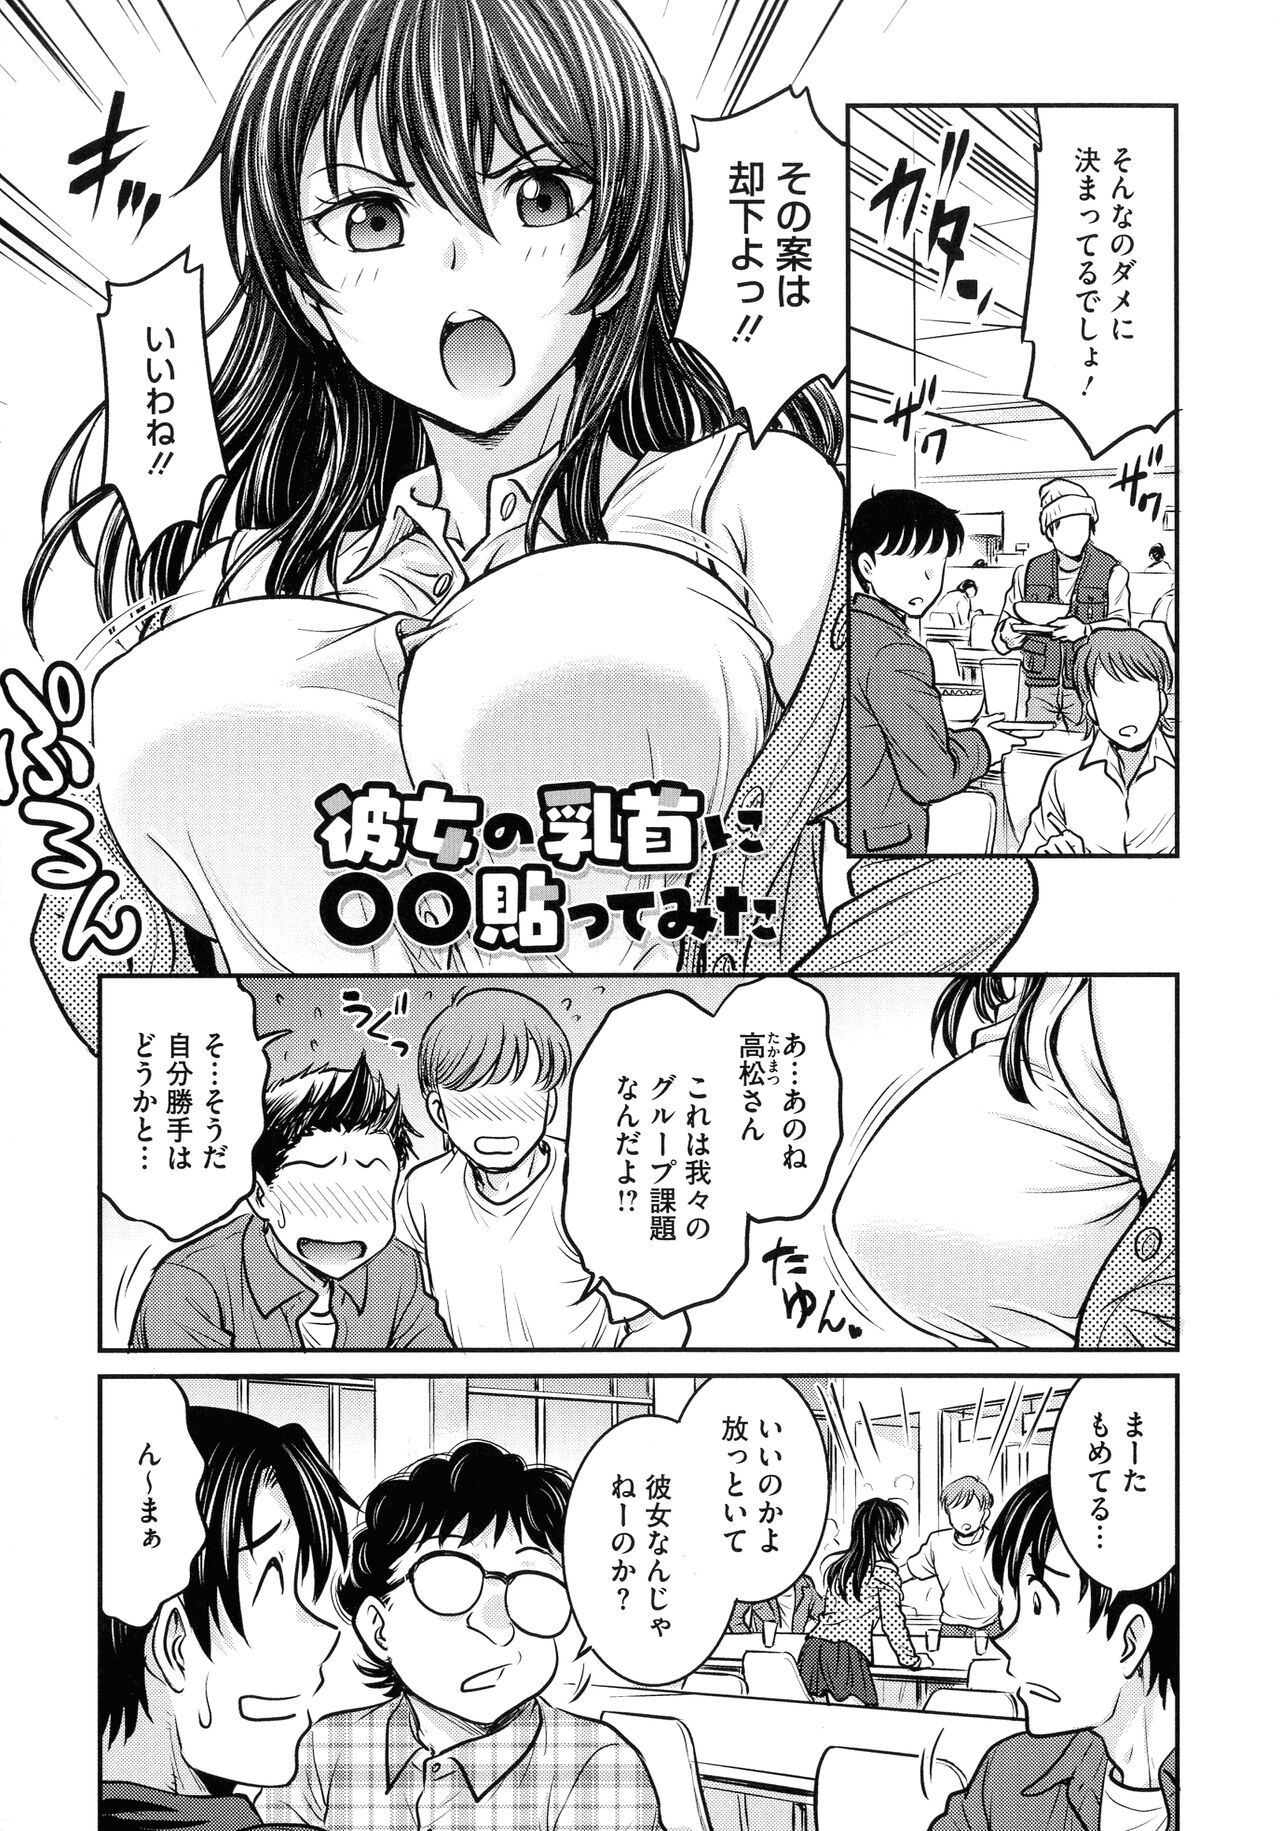 そんなのダメに
決まってるでしょ！
ガタ
ザワ
ザワ
その案は
却下よっ!!
いいわね!!
キッ
ぷるん
彼女の乳首に
〇〇貼ってみた
あ…あのね
高松さん
たかまつ
これは我々の
グループ課題
なんだよ!?
たゆん
うぐっ
そ…そうだ
自分勝手は
どうかと…
まーた
もめてる…
いいのかよ
放っといて
彼女なんじゃ
ねーのか？
ん～まぁ